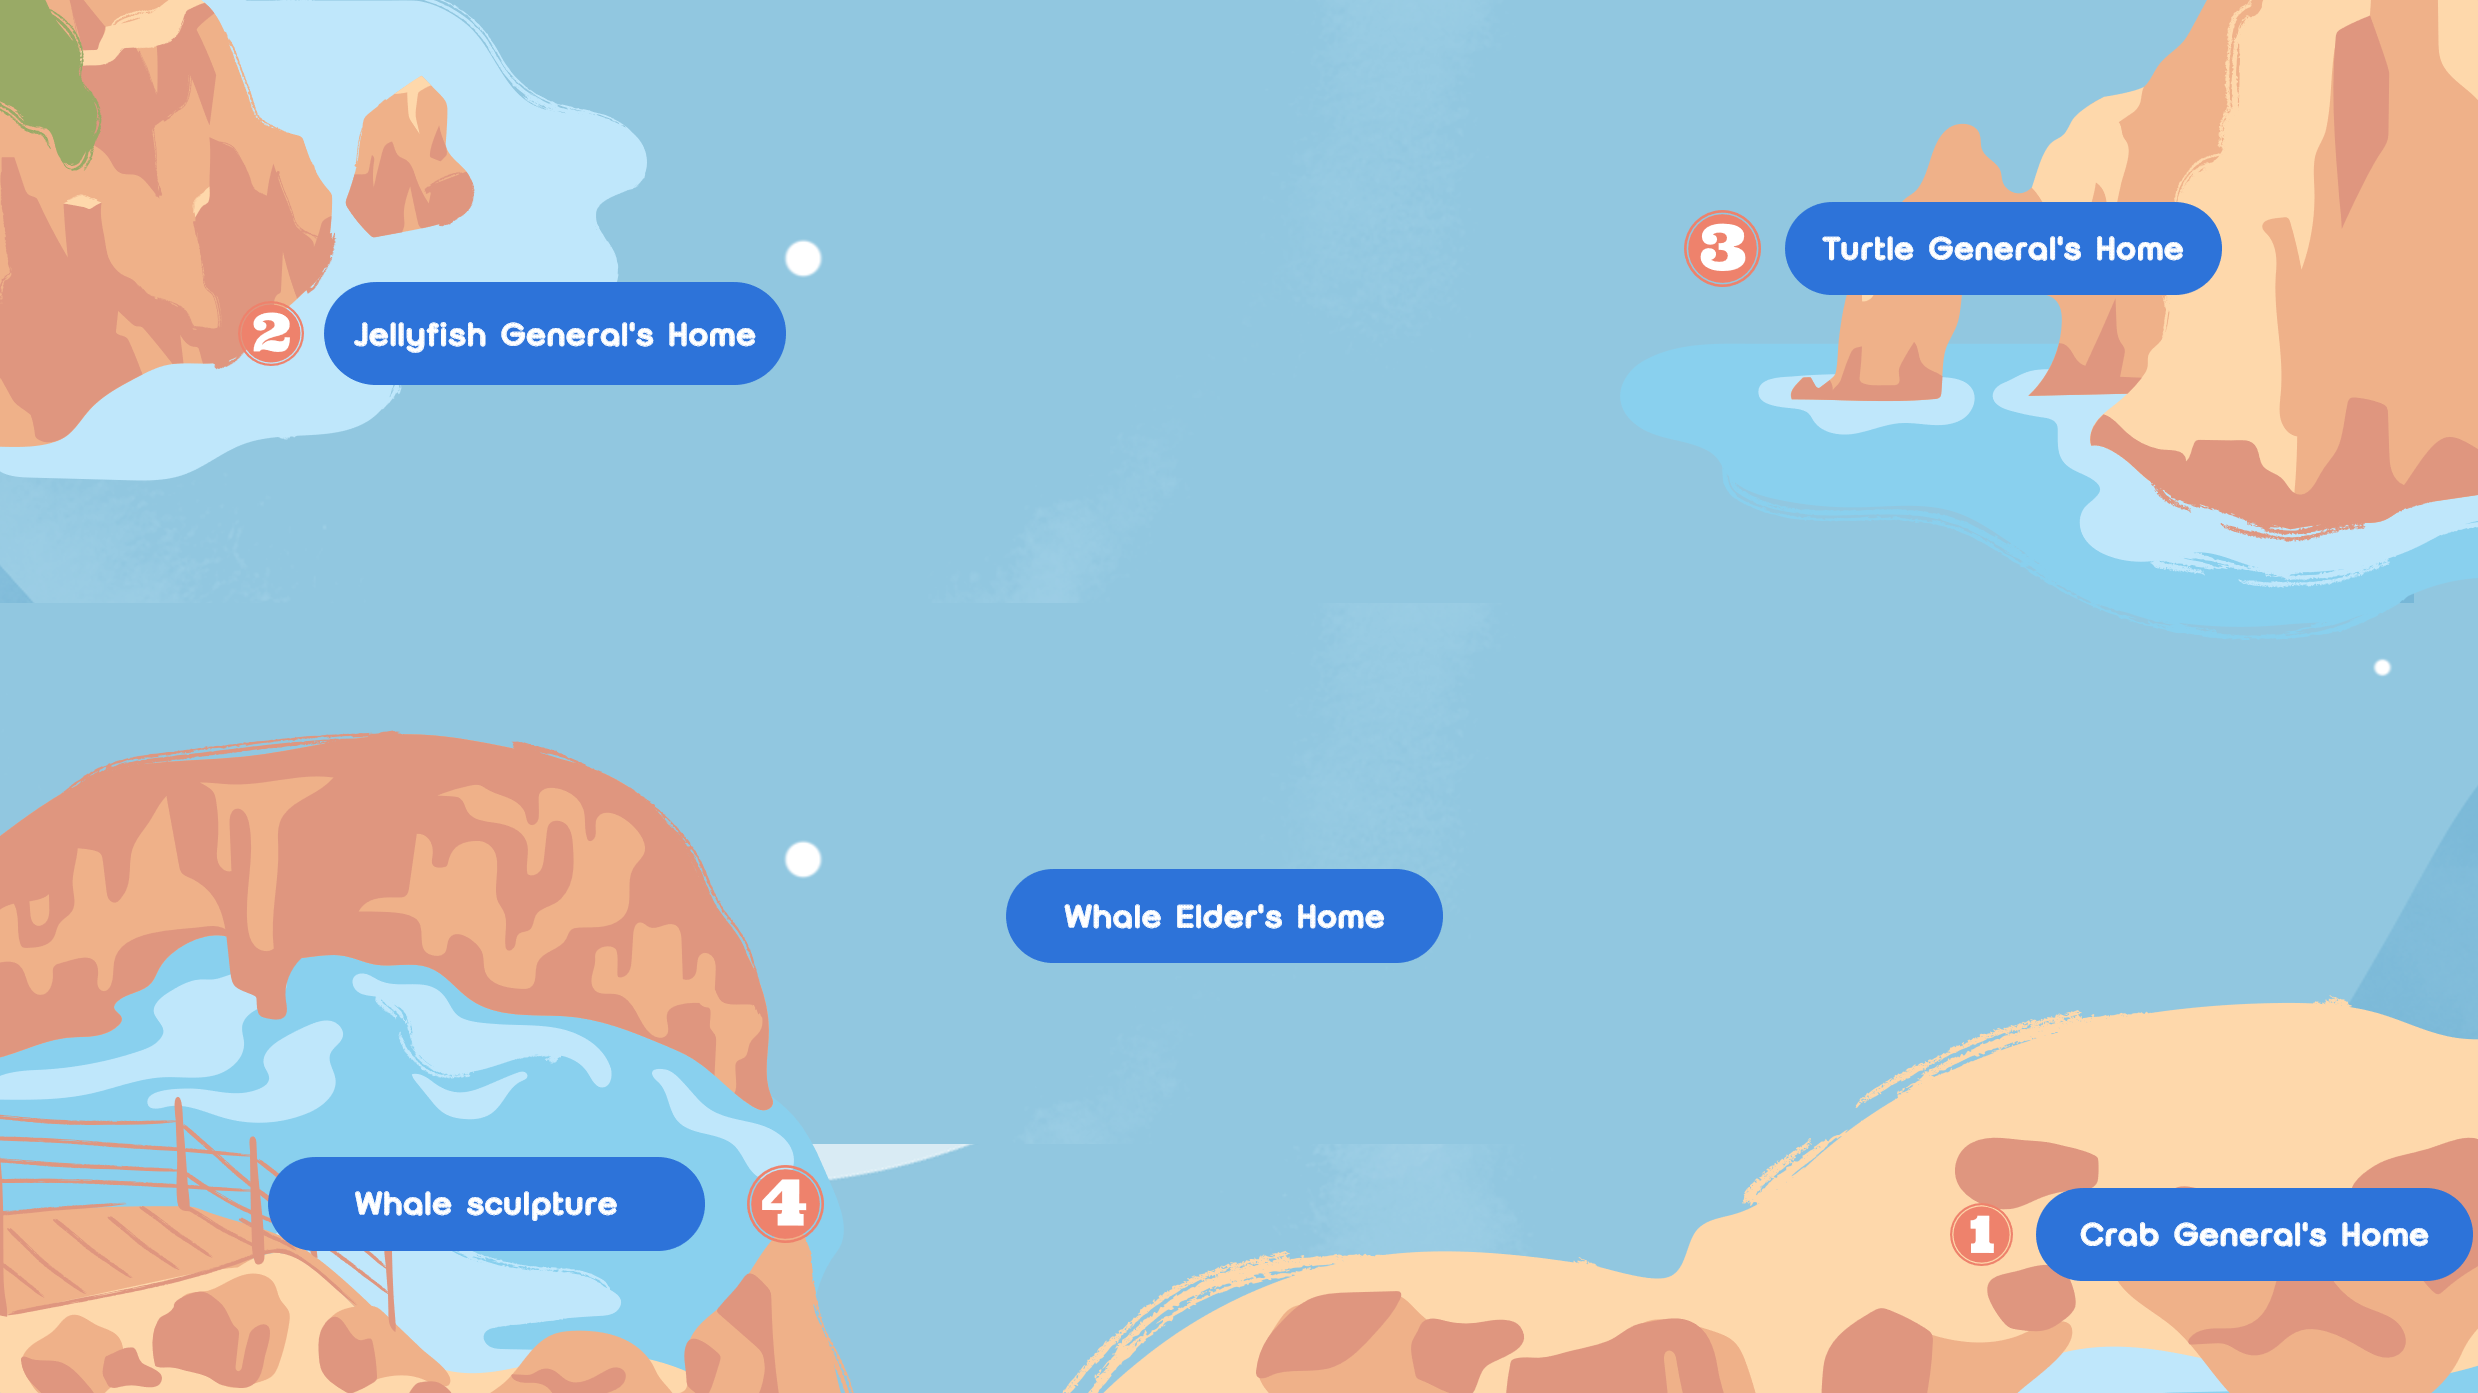 3 Turtle General's Home
2 Jellyfish General's Home
Whale Elder's Home
Whale sculpture 4
1 Crab General's Home